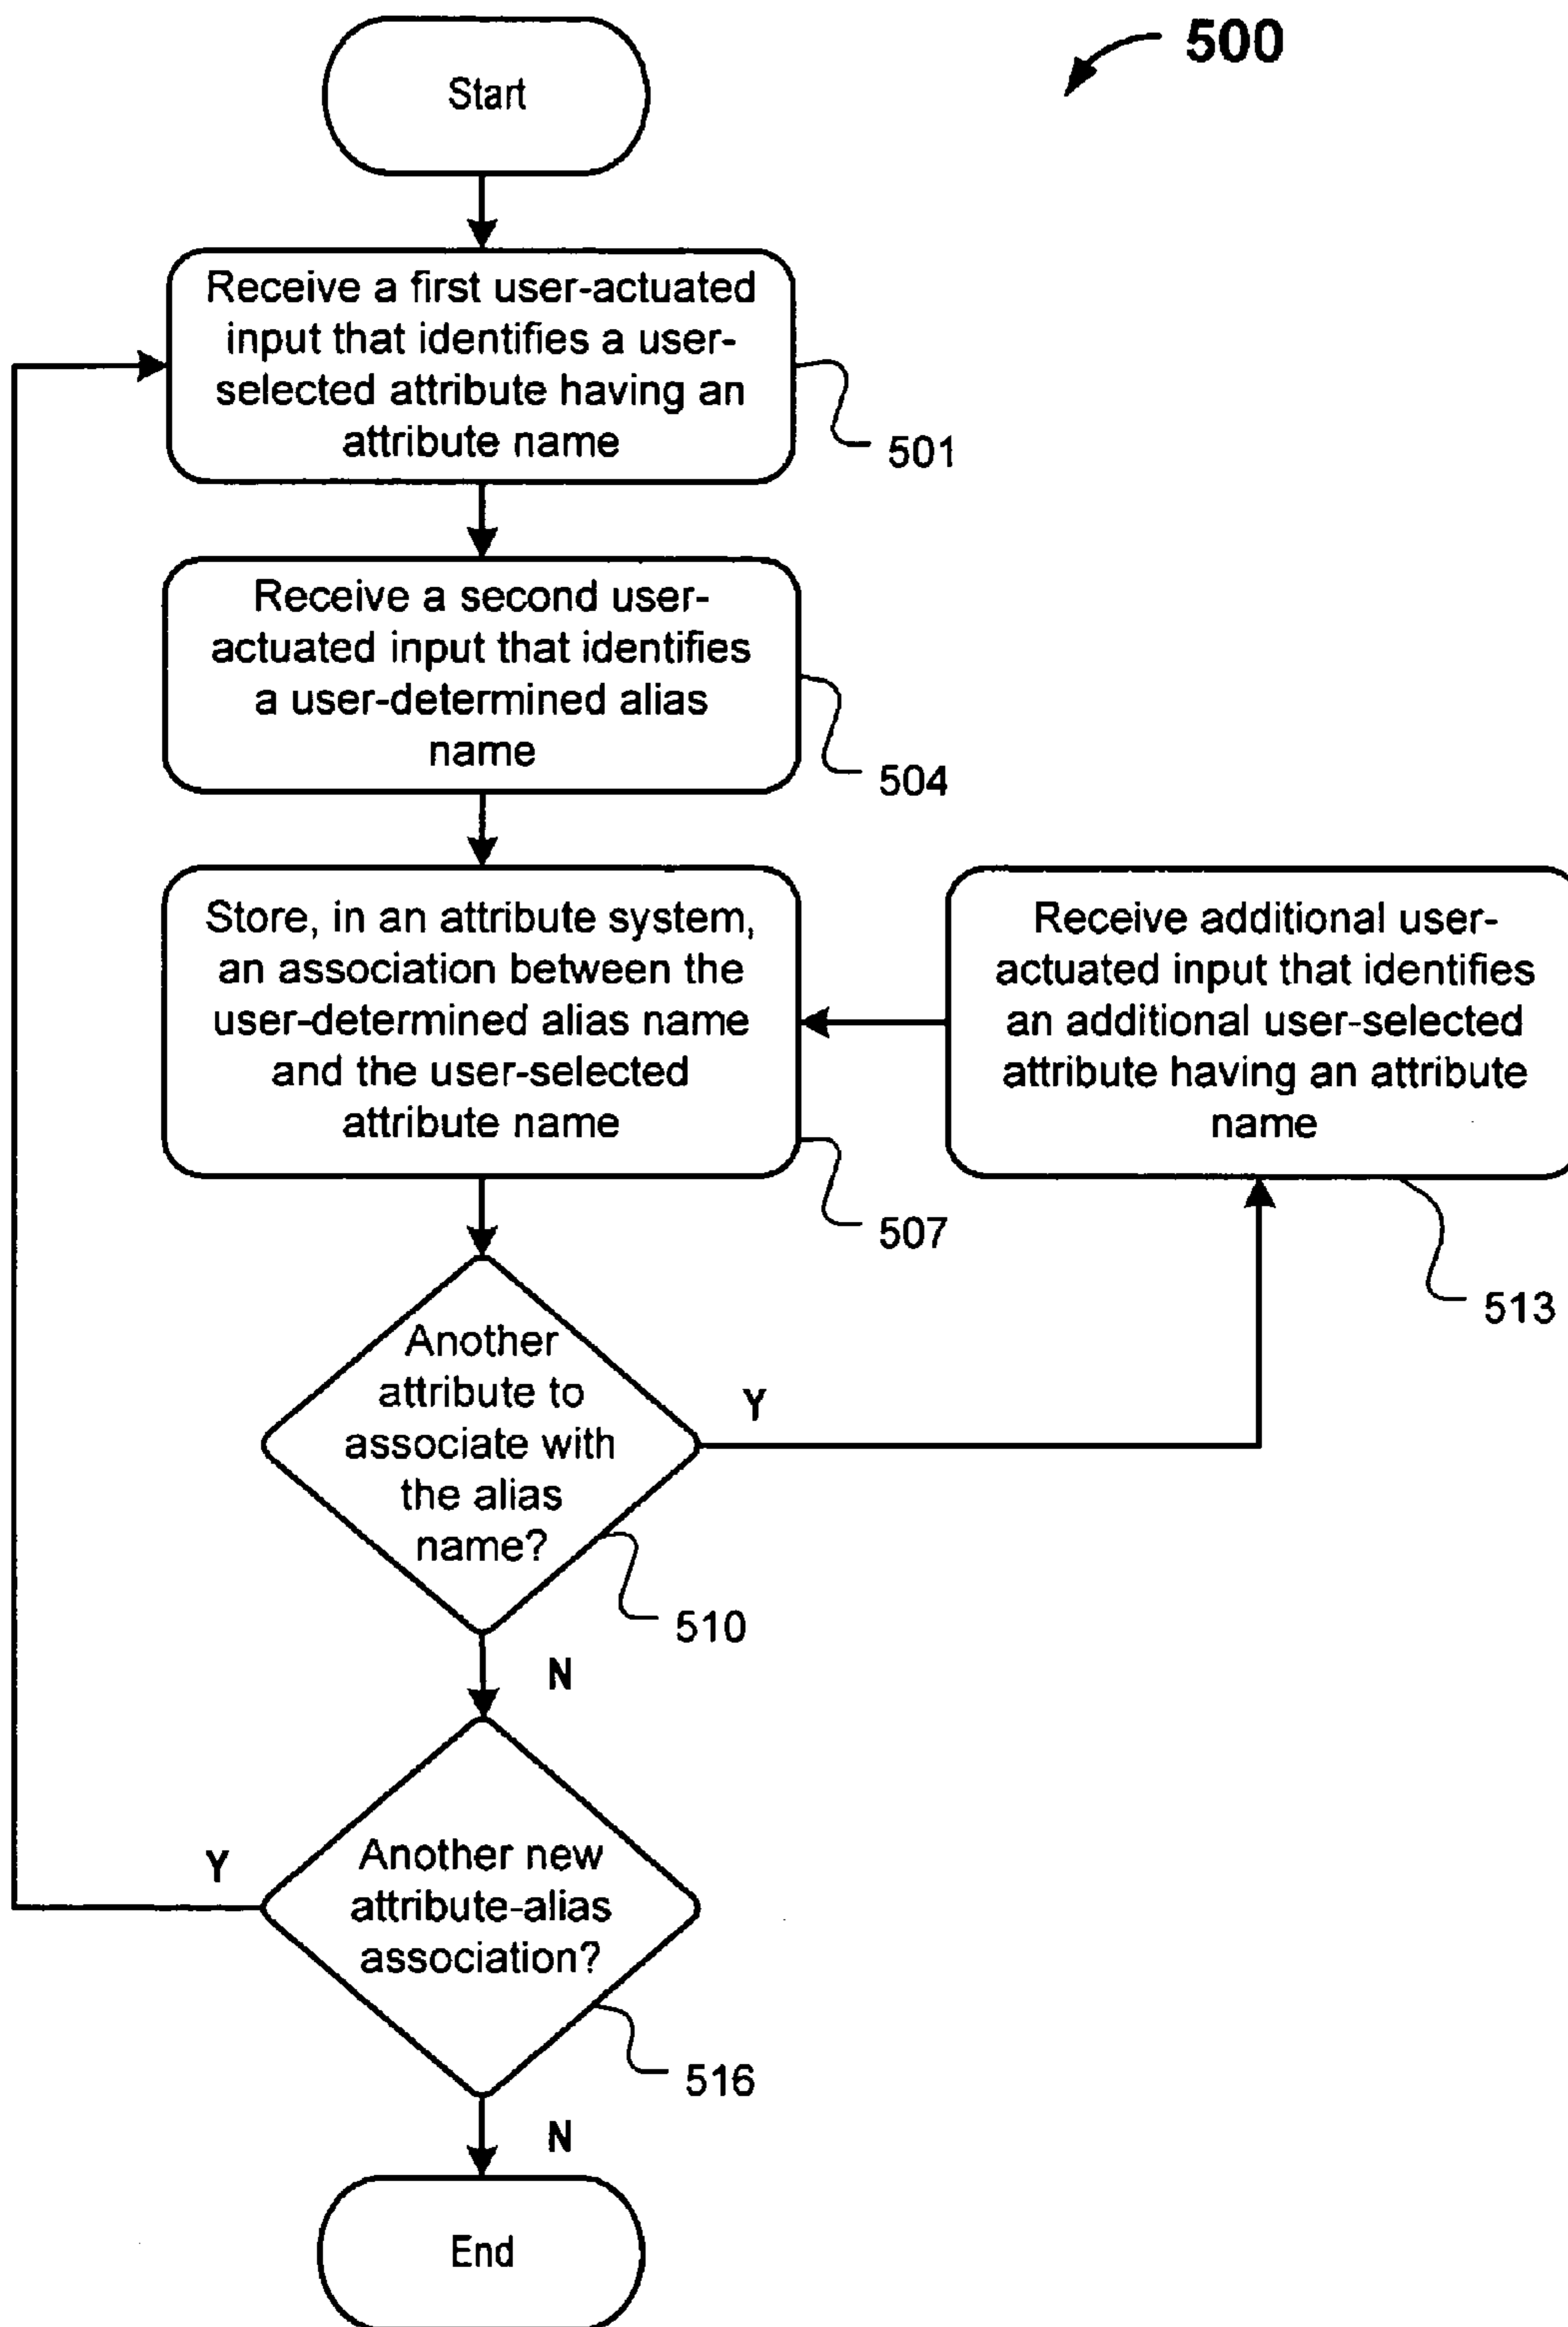 500
Start
Receive a first user-actuated
input that identifies a user-
selected attribute having an
attribute name
501
Receive a second user-
actuated input that identifies
a user-determined alias
name
504
Store, in an attribute system,
an association between the
user-determined alias name
and the user-selected
attribute name
507
Receive additional user-
actuated input that identifies
an additional user-selected
attribute having an attribute
name
513
Another
attribute to
associate with
the alias
name?
Y
510
N
Another new
attribute-alias
association?
Y
516
N
End